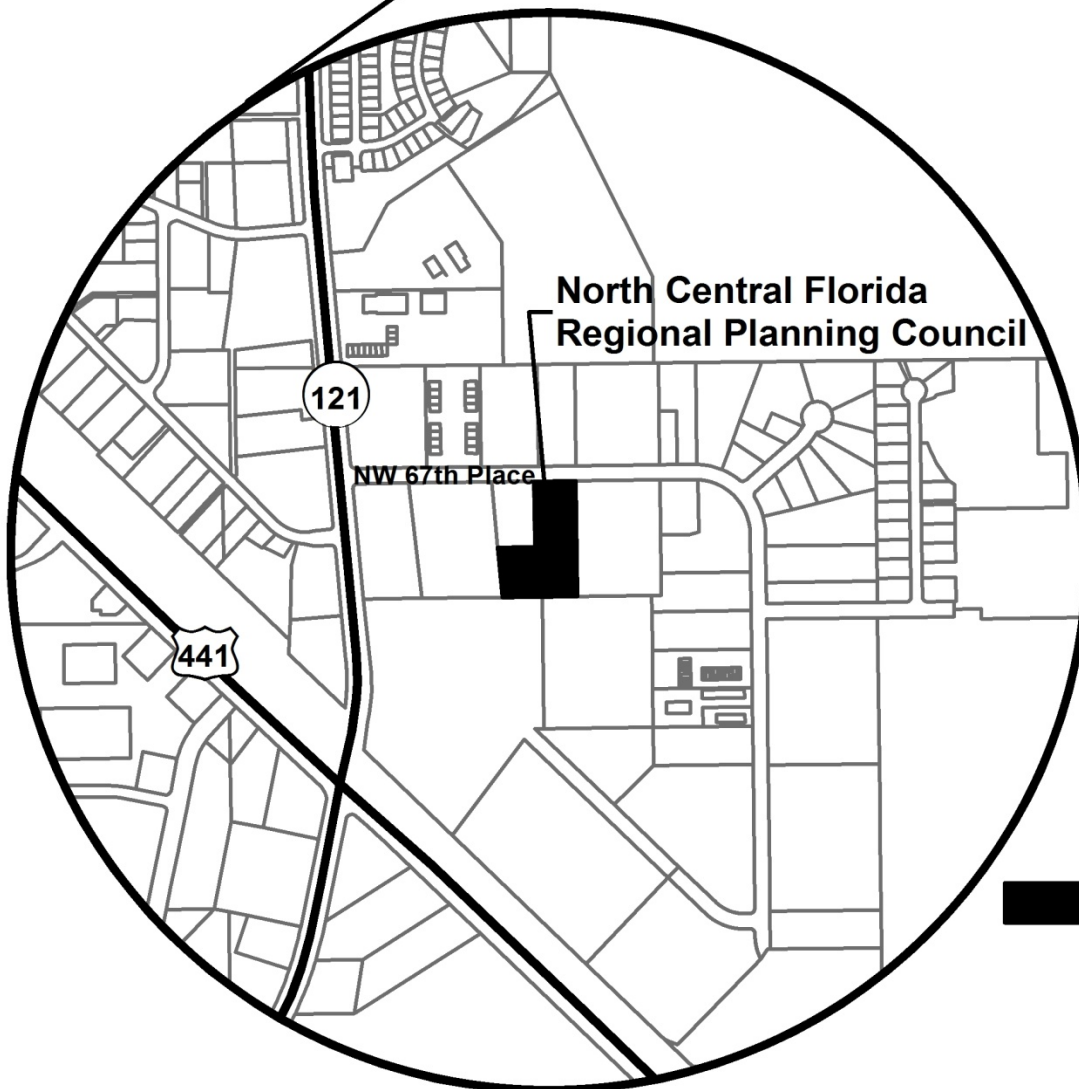 North Central Florida
Regional Planning Council
121
NW 67th Place
441